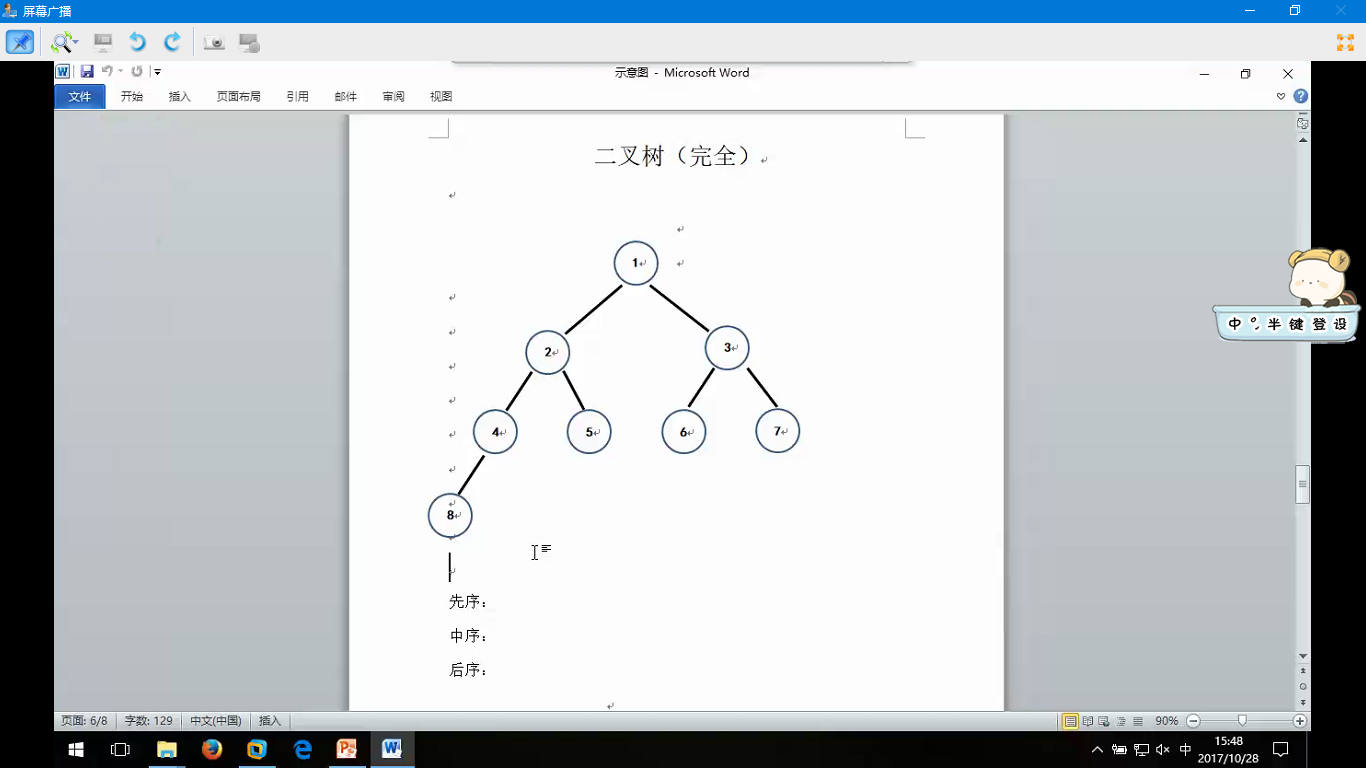 屏幕广播
示意图 - Microsoft Word
文件 开始 插入 页面布局 引用 邮件 审阅 视图
二叉树（完全）
1
2 3
4 5 6 7
8
中 半 键 登 设
先序：
中序：
后序：
页面: 6/8 字数: 129 中文(中国) 插入 90%
中 15:48
2017/10/28